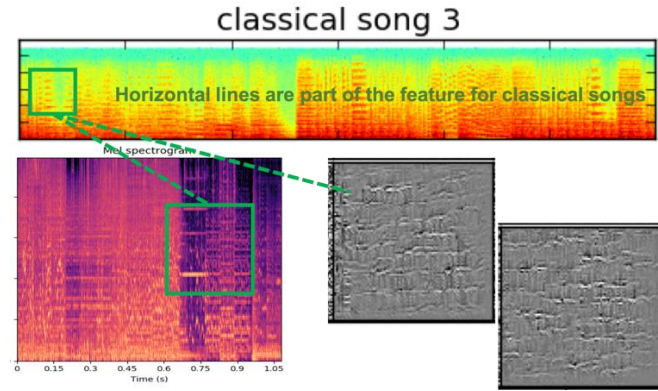 classical song 3
Horizontal lines are part of the feature for classical songs
Mel spectrogram
0 0.15 0.3 0.45 0.6 0.75 0.9 1.05
Time (s)